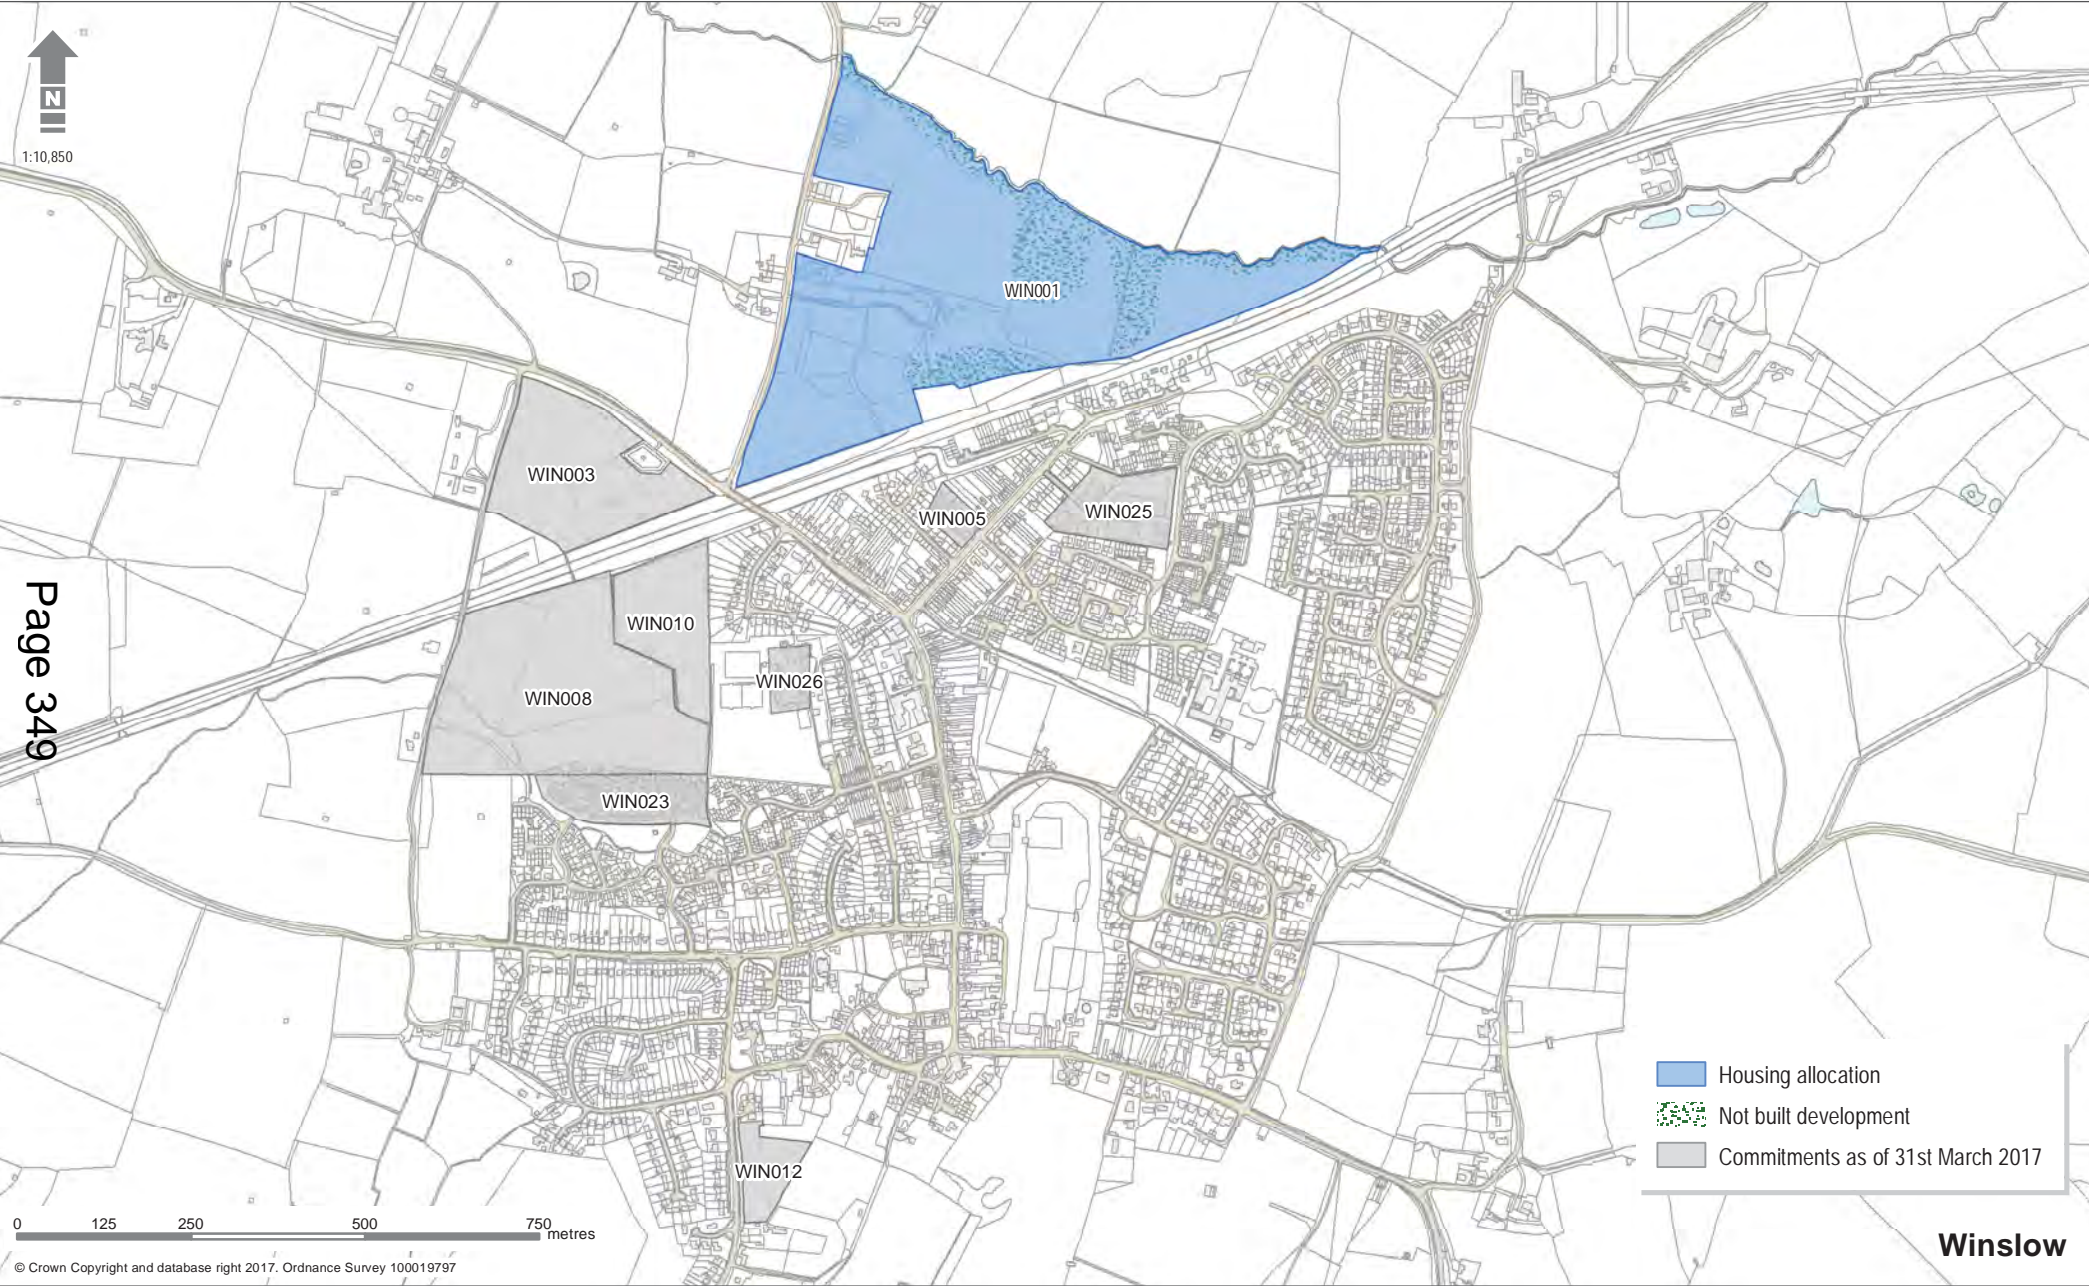 N
1:10,850
WIN001
WIN003
WIN005
WIN025
WIN010
WIN026
WIN008
WIN023
WIN012
Page 349
Housing allocation
Not built development
Commitments as of 31st March 2017
0 125 250 500 750 metres
Winslow
© Crown Copyright and database right 2017. Ordnance Survey 100019797